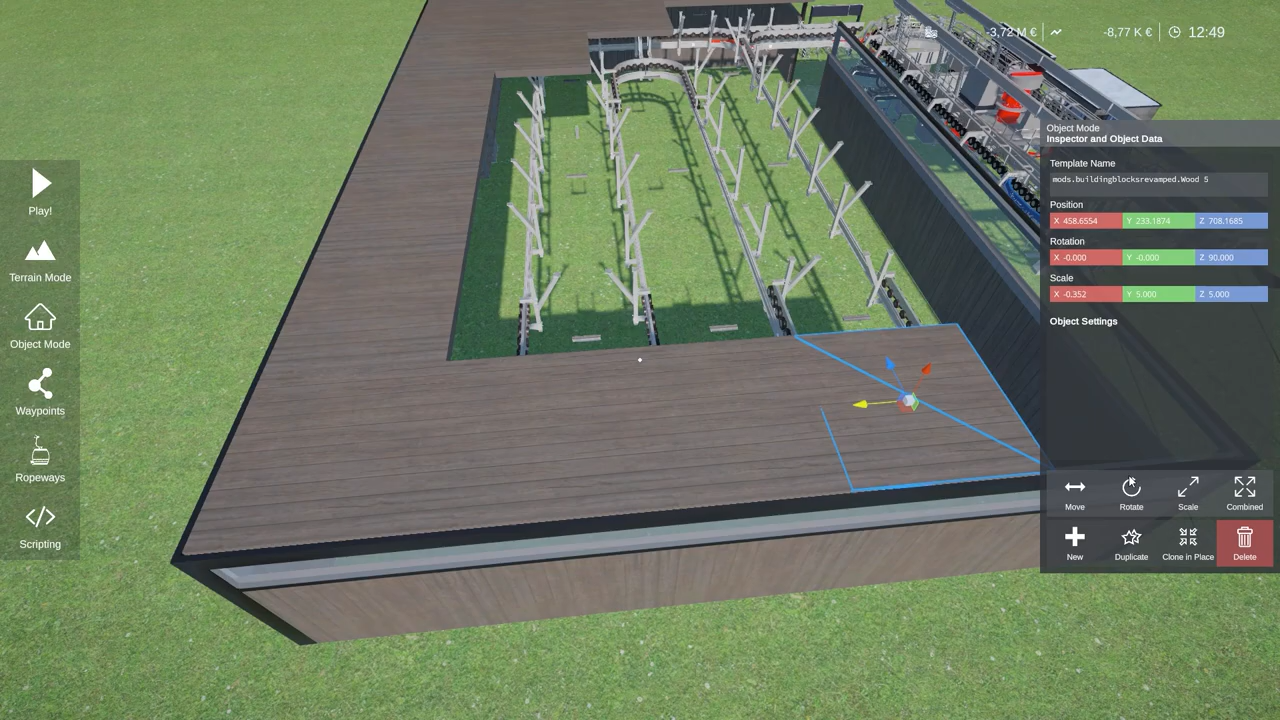 -3,72 M €
-8,77 K €
12:49
Play!
Terrain Mode
Object Mode
Waypoints
Ropeways
Scripting
Object Mode
Inspector and Object Data
Template Name
mods.buildingblocksrevamped.Wood 5
Position
X 458.6554 Y 233.1874 Z 708.1685
Rotation
X -0.000 Y -0.000 Z 90.000
Scale
X -0.352 Y 5.000 Z 5.000
Object Settings
Move Rotate Scale Combined
New Duplicate Clone in Place Delete